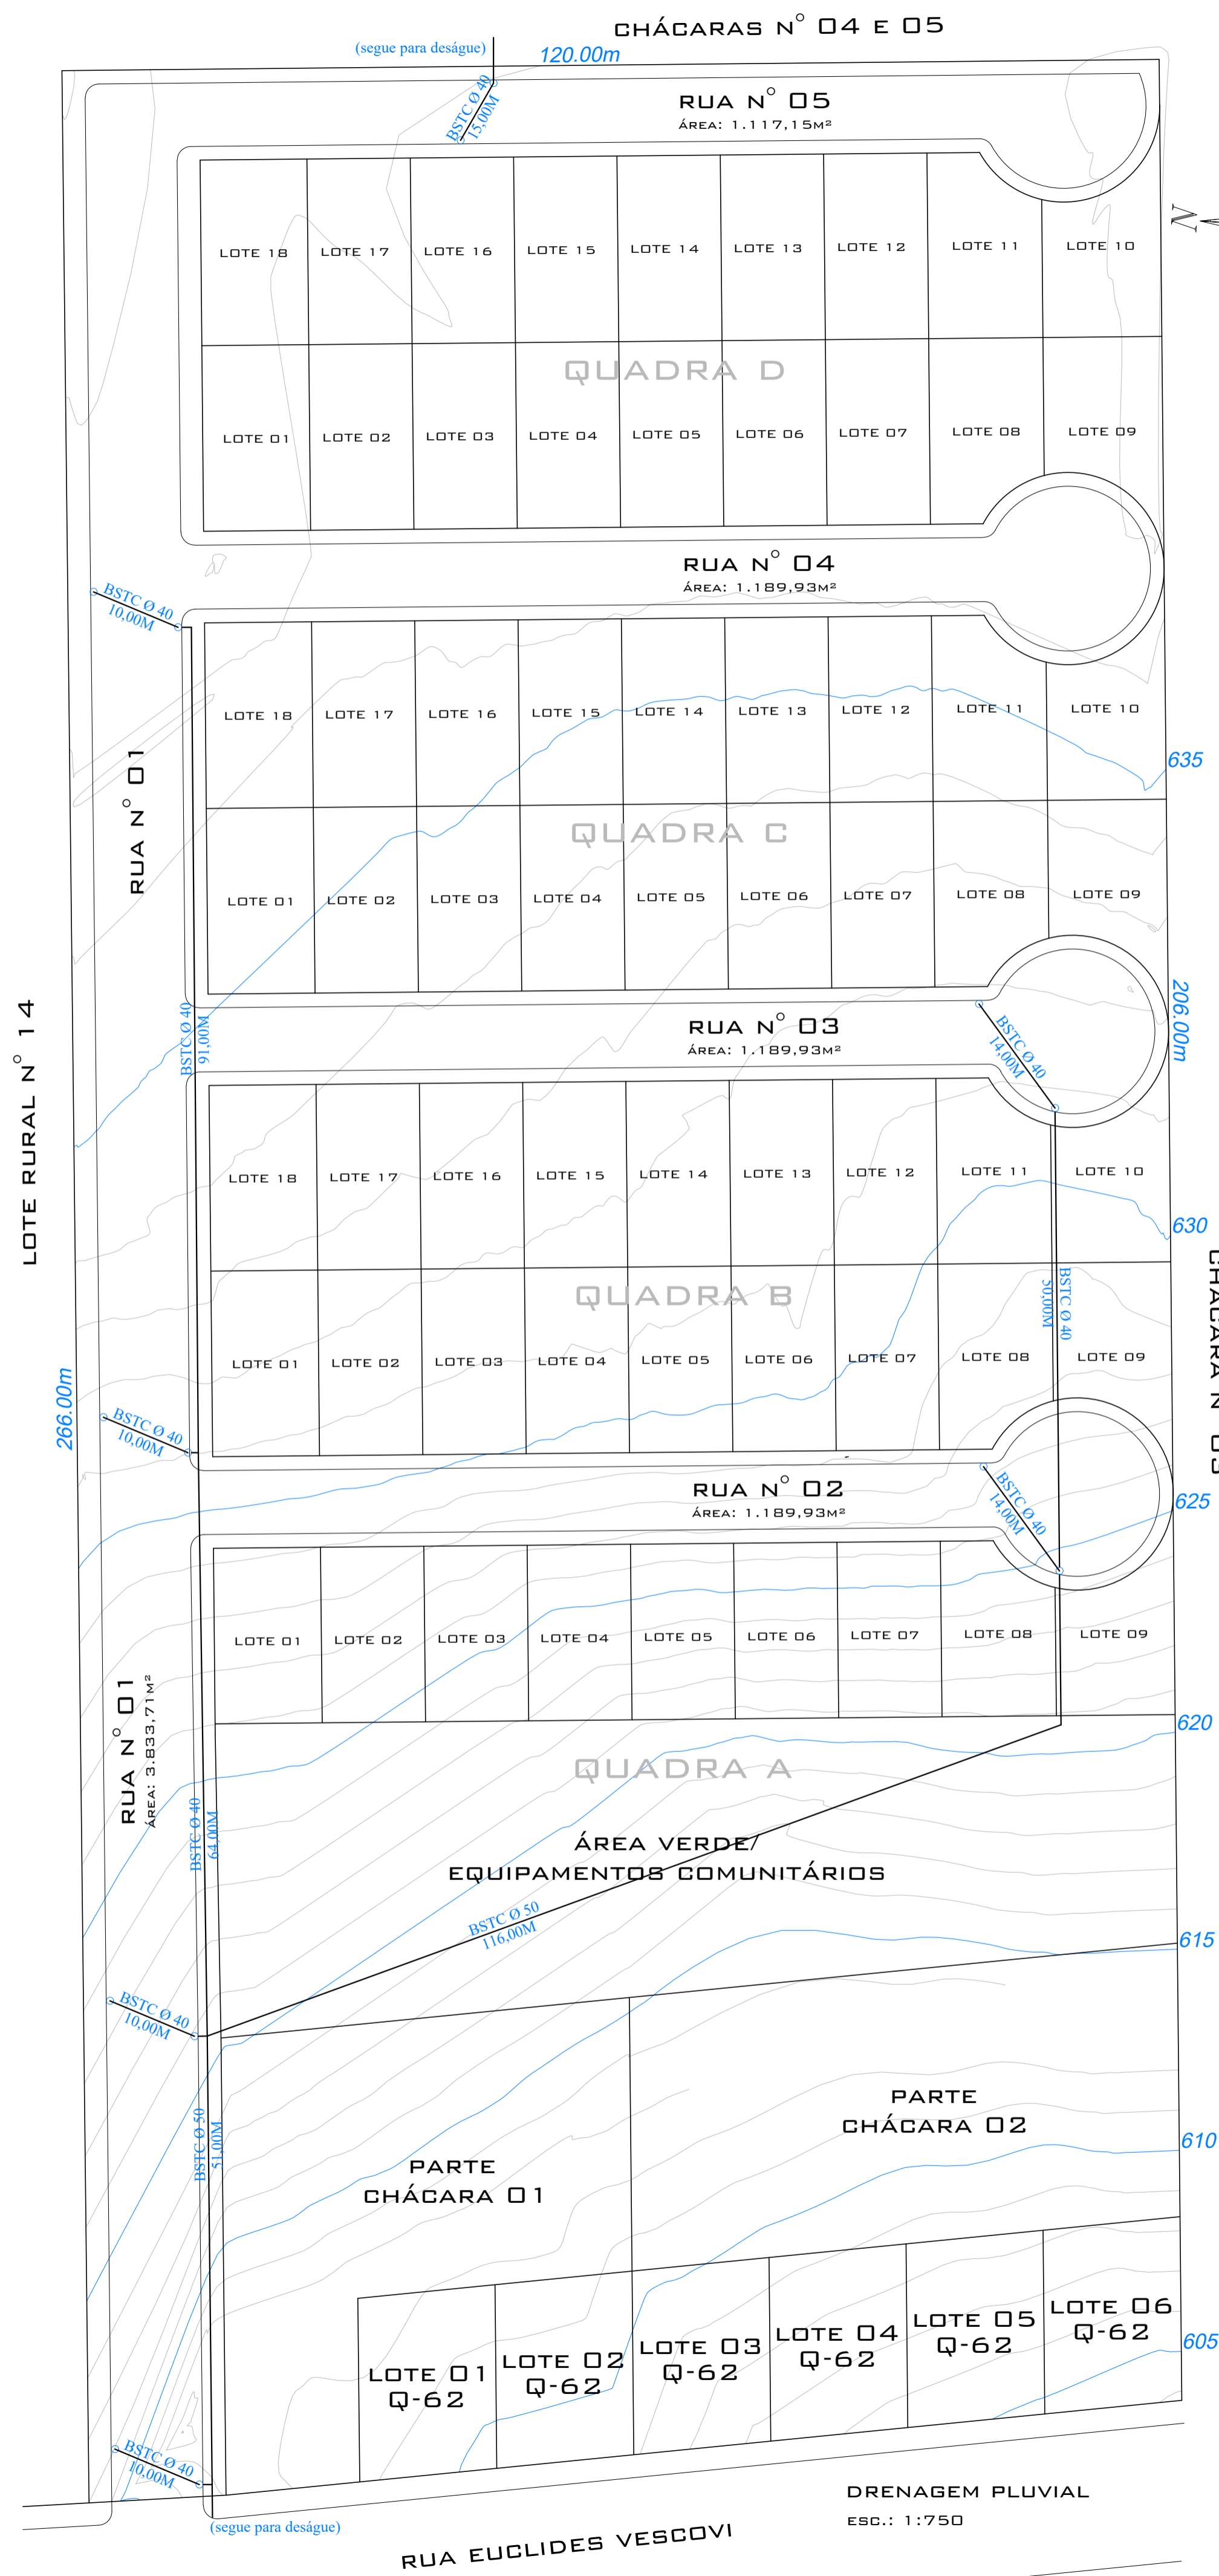 CHÁCARAS N° 04 E 05
(segue para deságue)
120.00m
BSTC Ø 40
15,00M
RUA N° 05
ÁREA: 1.117,15M²
N
LOTE 18
LOTE 17
LOTE 16
LOTE 15
LOTE 14
LOTE 13
LOTE 12
LOTE 11
LOTE 10
QUADRA D
LOTE 01
LOTE 02
LOTE 03
LOTE 04
LOTE 05
LOTE 06
LOTE 07
LOTE 08
LOTE 09
RUA N° 04
ÁREA: 1.189,93M²
BSTC Ø 40
10,00M
LOTE 18
LOTE 17
LOTE 16
LOTE 15
LOTE 14
LOTE 13
LOTE 12
LOTE 11
LOTE 10
635
RUA N° 01
QUADRA C
LOTE 01
LOTE 02
LOTE 03
LOTE 04
LOTE 05
LOTE 06
LOTE 07
LOTE 08
LOTE 09
LOTE RURAL N° 14
BSTC Ø 40
91,00M
RUA N° 03
ÁREA: 1.189,93M²
BSTC Ø 40
14,00M
206.00m
LOTE 18
LOTE 17
LOTE 16
LOTE 15
LOTE 14
LOTE 13
LOTE 12
LOTE 11
LOTE 10
630
QUADRA B
BSTC Ø 40
50,00M
LOTE 01
LOTE 02
LOTE 03
LOTE 04
LOTE 05
LOTE 06
LOTE 07
LOTE 08
LOTE 09
266.00m
BSTC Ø 40
10,00M
RUA N° 02
ÁREA: 1.189,93M²
BSTC Ø 40
14,00M
625
LOTE 01
LOTE 02
LOTE 03
LOTE 04
LOTE 05
LOTE 06
LOTE 07
LOTE 08
LOTE 09
RUA N° 01
ÁREA: 3.833,71M²
620
QUADRA A
BSTC Ø 40
64,00M
ÁREA VERDE/
EQUIPAMENTOS COMUNITÁRIOS
BSTC Ø 50
116,00M
615
BSTC Ø 40
10,00M
PARTE
CHÁCARA 02
BSTC Ø 50
51,00M
610
PARTE
CHÁCARA 01
LOTE 01
Q-62
LOTE 02
Q-62
LOTE 03
Q-62
LOTE 04
Q-62
LOTE 05
Q-62
LOTE 06
Q-62
605
BSTC Ø 40
10,00M
(segue para deságue)
DRENAGEM PLUVIAL
ESC.: 1:750
RUA EUCLIDES VESCOVI